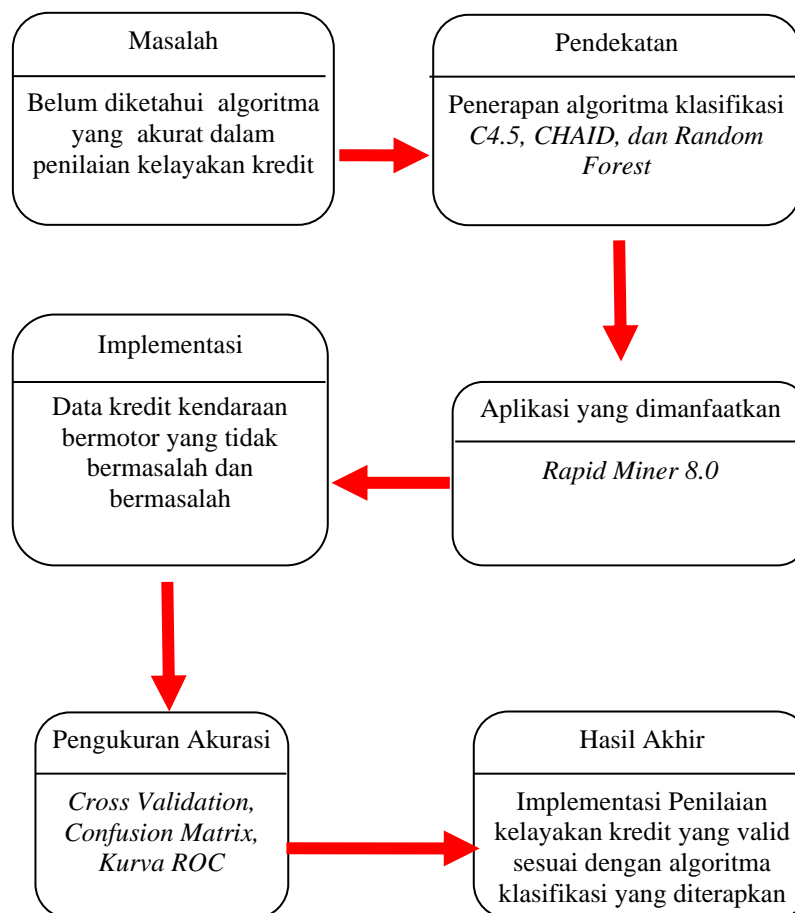 Masalah
Belum diketahui algoritma
yang akurat dalam
penilaian kelayakan kredit
Pendekatan
Penerapan algoritma klasifikasi
C4.5, CHAID, dan Random
Forest
Aplikasi yang dimanfaatkan
Rapid Miner 8.0
Implementasi
Data kredit kendaraan
bermotor yang tidak
bermasalah dan
bermasalah
Pengukuran Akurasi
Cross Validation,
Confusion Matrix,
Kurva ROC
Hasil Akhir
Implementasi Penilaian
kelayakan kredit yang valid
sesuai dengan algoritma
klasifikasi yang diterapkan